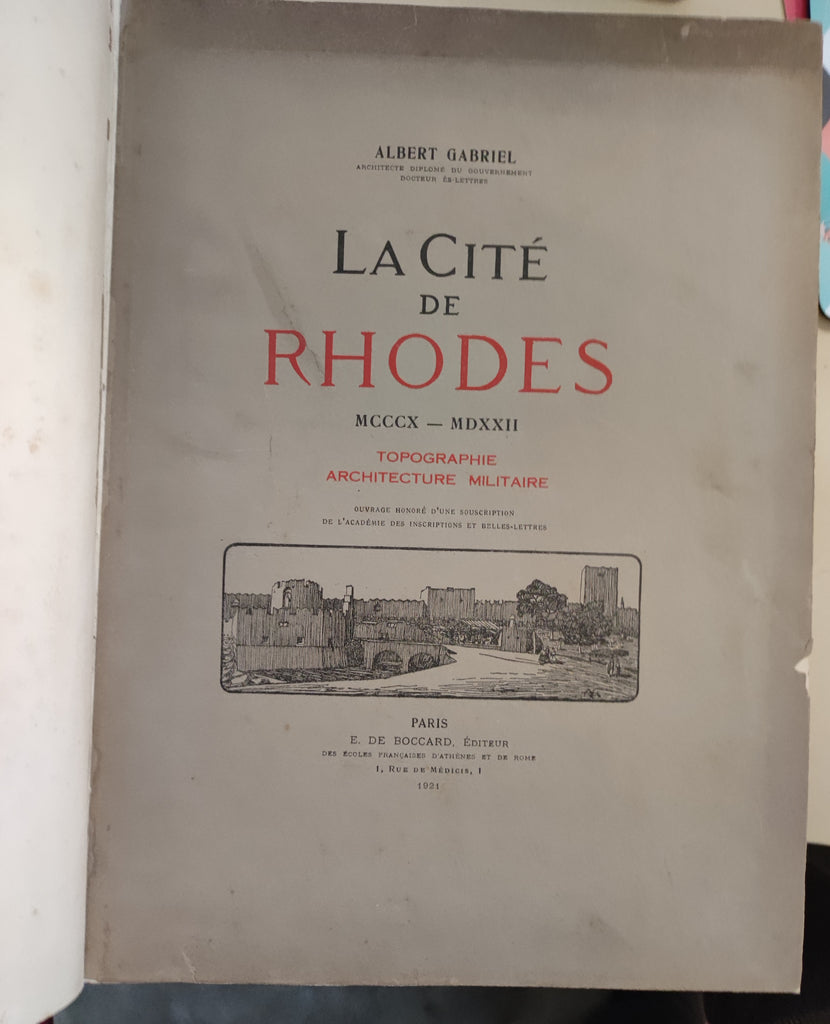 ALBERT GABRIEL
ARCHITECTE DIPLOMÉ DU GOUVERNEMENT
DOCTEUR ÈS-LETTRES
LA CITÉ
DE
RHODES
MCCCX — MDXXII
TOPOGRAPHIE
ARCHITECTURE MILITAIRE
OUVRAGE HONORÉ D'UNE SOUSCRIPTION
DE L'ACADÉMIE DES INSCRIPTIONS ET BELLES-LETTRES
PARIS
E. DE BOCCARD, ÉDITEUR
DES ÉCOLES FRANÇAISES D'ATHÈNES ET DE ROME
1, RUE DE MÉDICIS, 1
1921